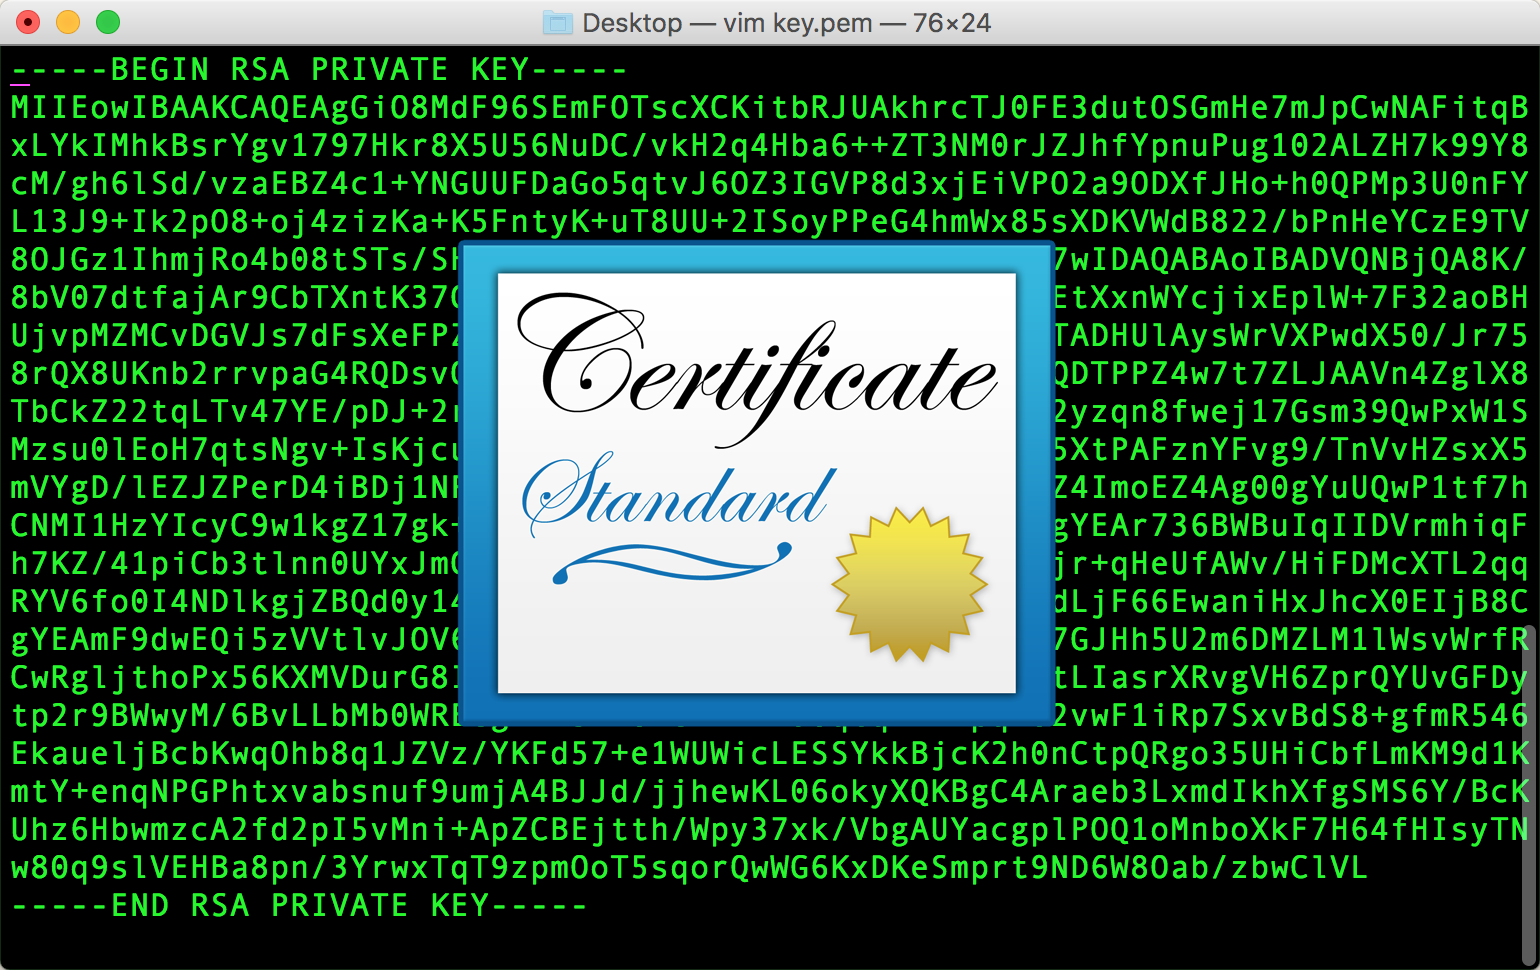 Desktop — vim key.pem — 76×24
-----BEGIN RSA PRIVATE KEY-----
MIIEowIBAAKCAQEAgGiO8MdF96SEmFOTscXCKitbRJUAkhrcTJ0FE3dutOSGmHe7mJpCwNAFitqB
xLYkIMhkBsrYgv1797Hkr8X5U56NuDC/vkH2q4Hba6++ZT3NM0rJZJhfYpnuPug102ALZH7k99Y8
cM/gh6lSd/vzaEBZ4c1+YNGUUFDaGo5qtvJ6OZ3IGVP8d3xjEiVPO2a9ODXfJHo+h0QPMp3U0nFY
L13J9+Ik2pO8+oj4zizKa+K5FntyK+uT8UU+2ISoyPPeG4hmWx85sXDKVWdB822/bPnHeYCzE9TV
8OJGz1IhmjRo4b08tSTs/S 7wIDAQABAoIBADVQNBjQA8K/
8bV07dtfajAr9CbTXntK37 EtXxnWYcjixEplW+7F32aoBH
UjvpMZMCvDGVJs7dFsXeFP TADHUlAysWrVXPwdX50/Jr75
8rQX8UKnb2rrvpaG4RQDsv QDTPPZ4w7t7ZLJAAVn4ZglX8
TbCkZ22tqLTv47YE/pDJ+2 2yzqn8fwej17Gsm39QwPxW1S
Mzsu0lEoH7qtsNgv+IsKjc 5XtPAFznYFvg9/TnVvHZsxX5
mVYgD/lEZJZPerD4iBDj1N Z4ImoEZ4Ag00gYuUQwP1tf7h
CNMI1HzYIcyC9w1kgZ17gk gYEAr736BWBuIqIIDVrmhiqF
h7KZ/41piCb3tlnn0UYxJm jr+qHeUfAWv/HiFDMcXTL2qq
RYV6fo0I4NDlkgjZBQd0y1 dLjF66EwaniHxJhcX0EIjB8C
gYEAmF9dwEQi5zVVtlvJOV 7GJHh5U2m6DMZLM1lWsvWrfR
CwRgljthoPx56KXMVDurG8 tLIasrXRvgVH6ZprQYUvGFDy
tp2r9BWwyM/6BvLLbMb0WR 2vwF1iRp7SxvBdS8+gfmR546
EkaueljBcbKwqOhb8q1JZVz/YKFd57+e1WUWicLESSYkkBjcK2h0nCtpQRgo35UHiCbfLmKM9d1K
mtY+enqNPGPhtxvabsnuf9umjA4BJJd/jjhewKL06okyXQKBgC4Araeb3LxmdIkhXfgSMS6Y/BcK
Uhz6HbwmzcA2fd2pI5vMni+ApZCBEjtth/Wpy37xk/VbgAUYacgplPOQ1oMnboXkF7H64fHIsyTN
w80q9slVEHBa8pn/3YrwxTqT9zpmOoT5sqorQwWG6KxDKeSmprt9ND6W8Oab/zbwClVL
-----END RSA PRIVATE KEY-----
Certificate
Standard